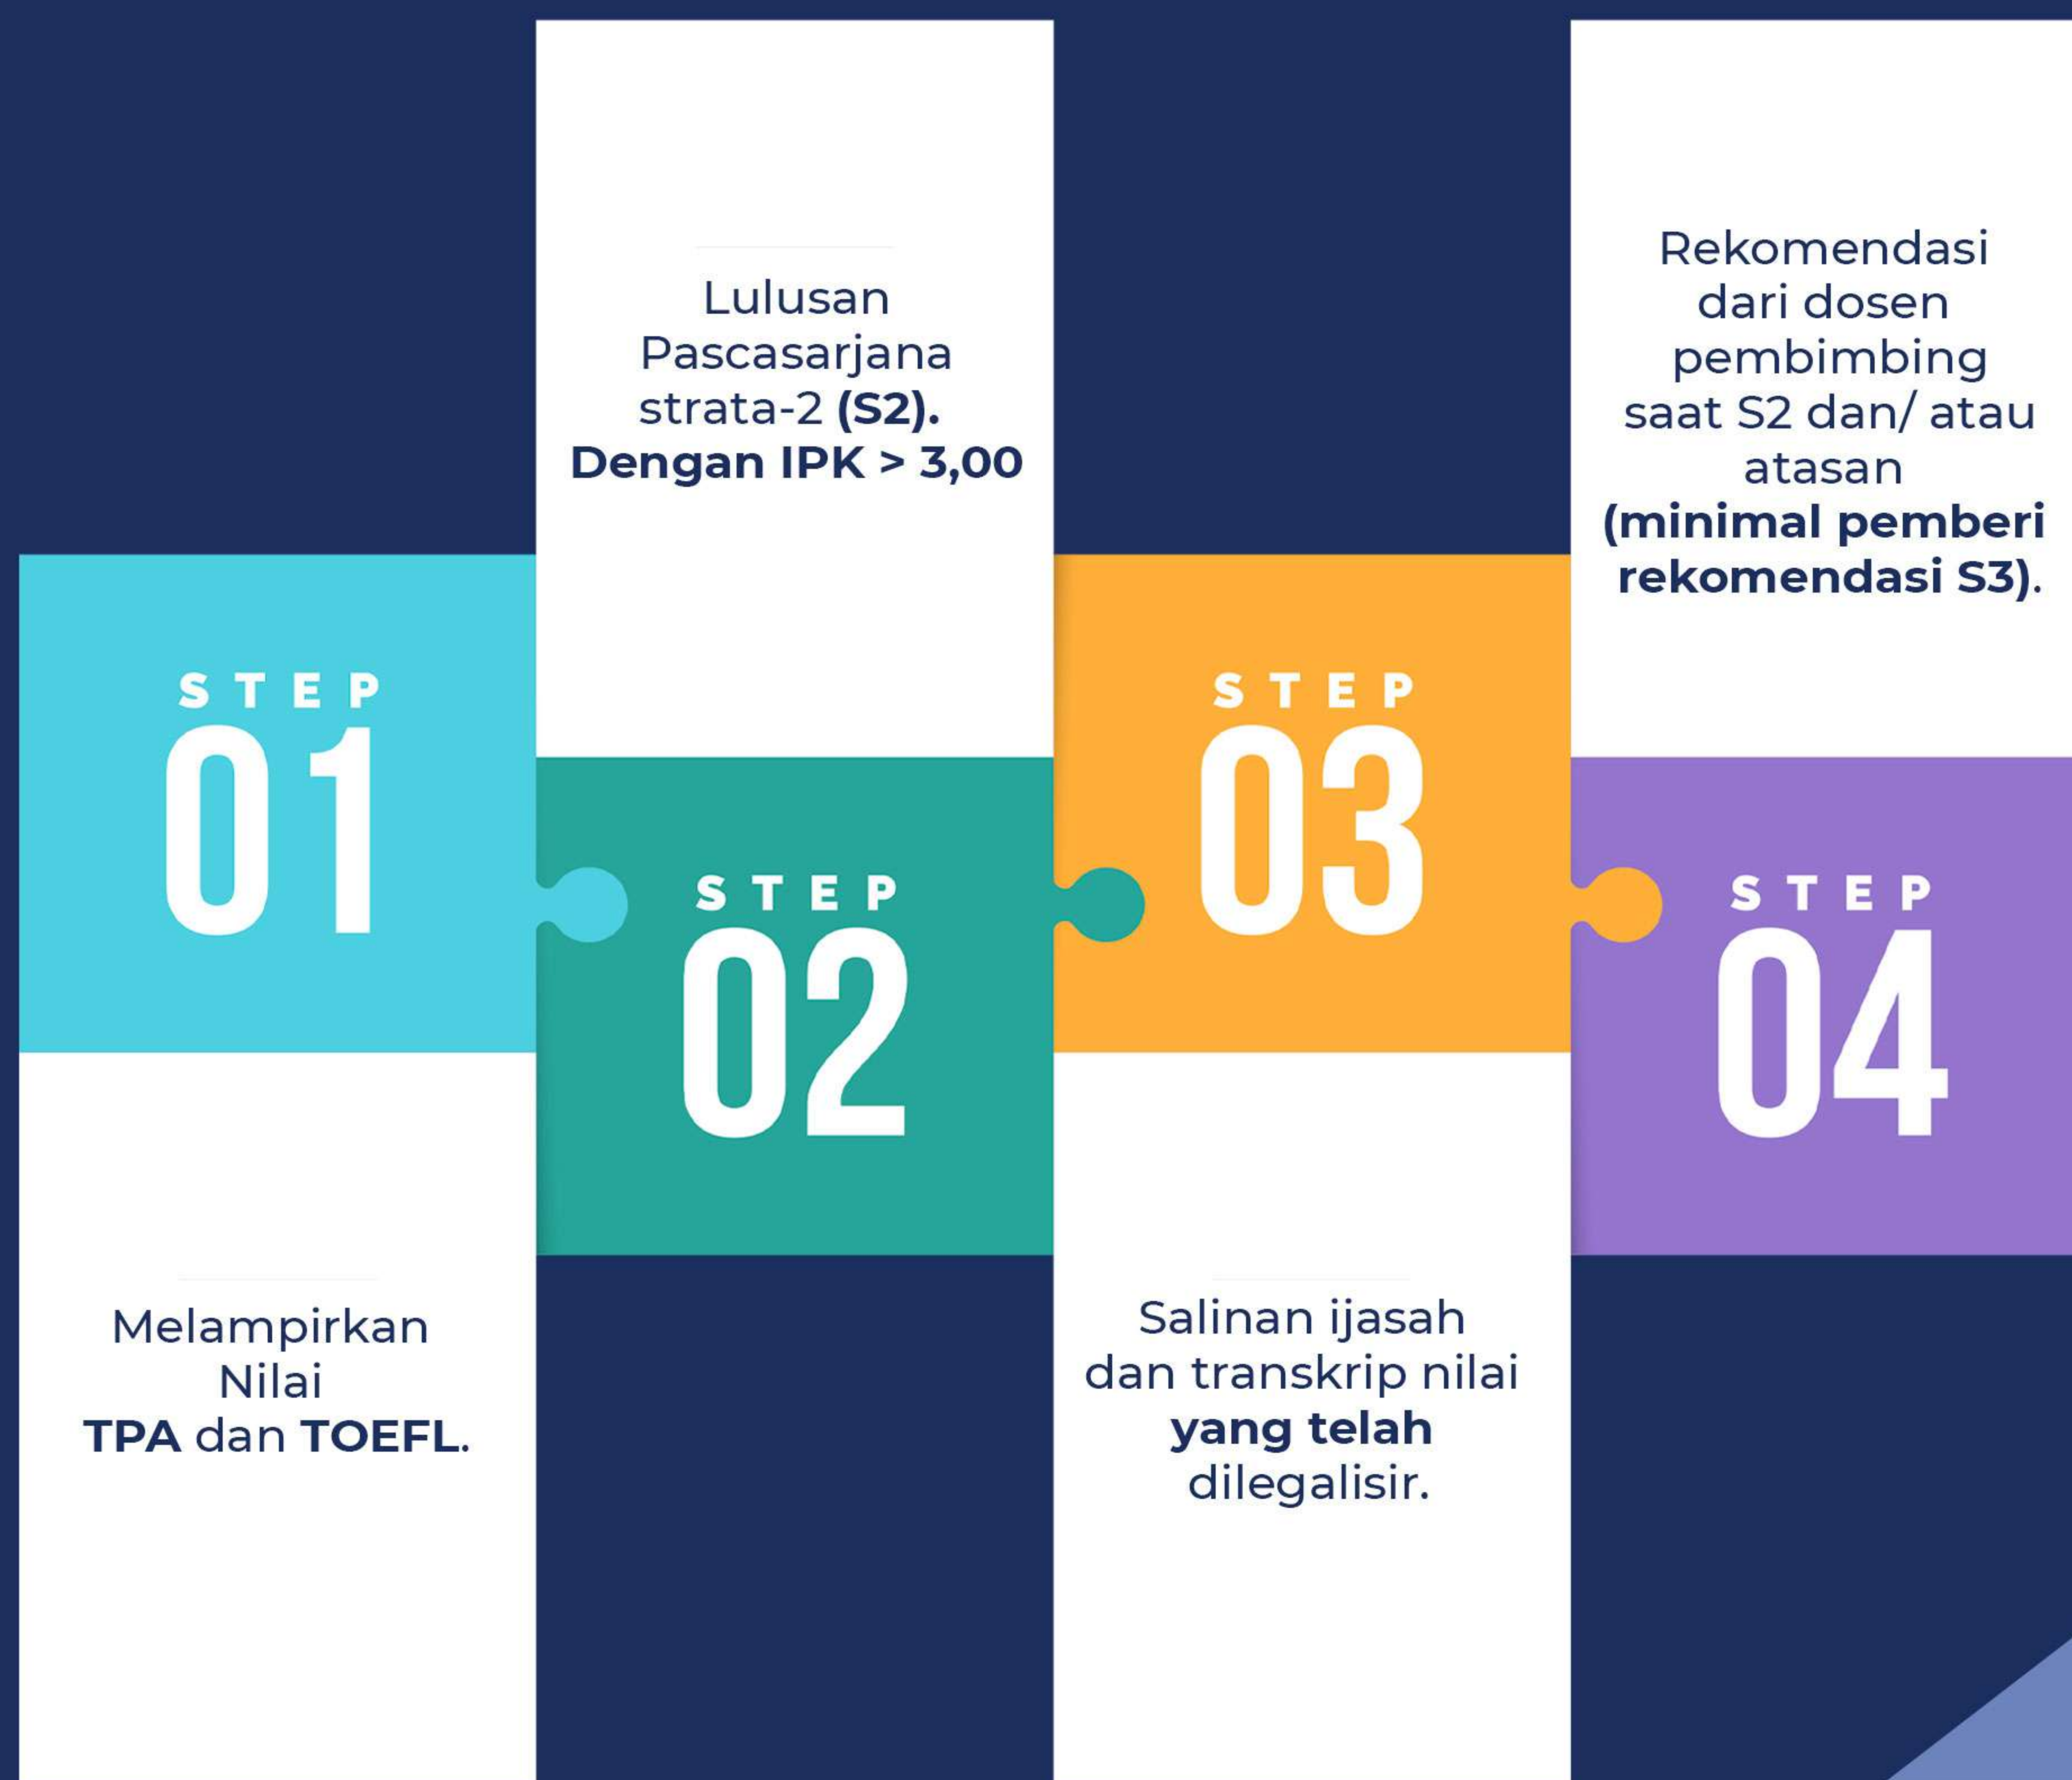 STEP
01
Melampirkan
Nilai
TPA dan TOEFL.
Lulusan
Pascasarjana
strata-2 (S2).
Dengan IPK > 3,00
STEP
02
STEP
03
Salinan ijasah
dan transkrip nilai
yang telah
dilegalisir.
Rekomendasi
dari dosen
pembimbing
saat S2 dan/ atau
atasan
(minimal pemberi
rekomendasi S3).
STEP
04